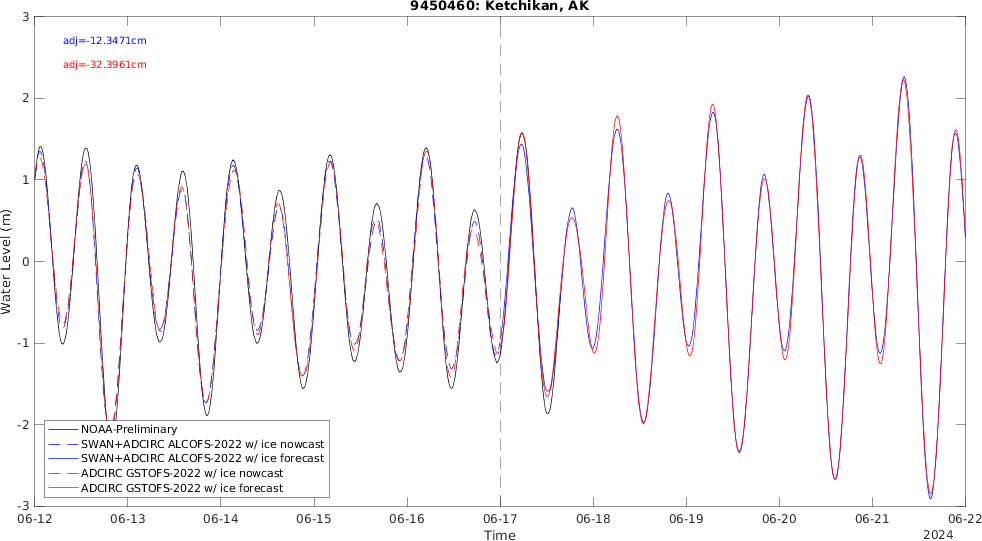 9450460: Ketchikan, AK
adj=-12.3471cm
adj=-32.3961cm
Water Level (m)
3
2
1
0
-1
-2
-3
NOAA-Preliminary
SWAN+ADCIRC ALCOFS-2022 w/ ice nowcast
SWAN+ADCIRC ALCOFS-2022 w/ ice forecast
ADCIRC GSTOFS-2022 w/ ice nowcast
ADCIRC GSTOFS-2022 w/ ice forecast
06-12 06-13 06-14 06-15 06-16 06-17 06-18 06-19 06-20 06-21 06-22
Time
2024